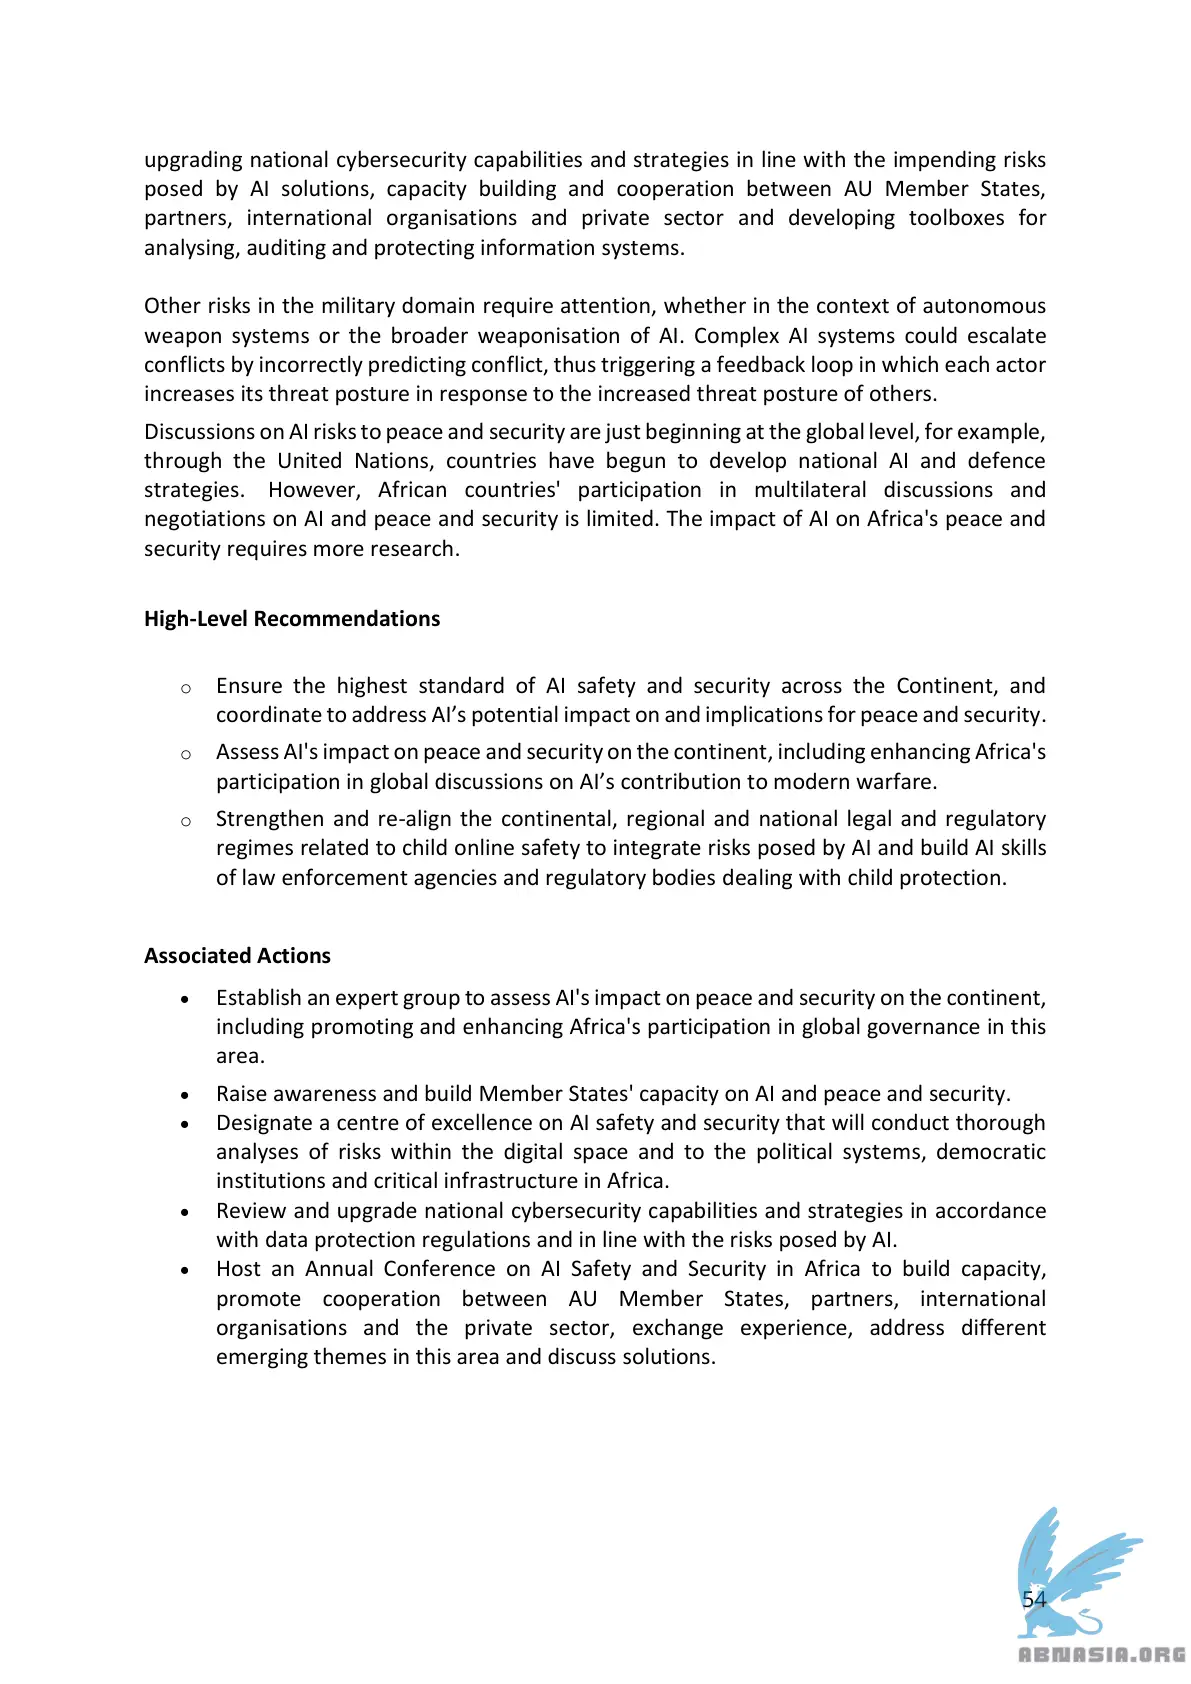 upgrading national cybersecurity capabilities and strategies in line with the impending risks
posed by AI solutions, capacity building and cooperation between AU Member States,
partners, international organisations and private sector and developing toolboxes for
analysing, auditing and protecting information systems.
Other risks in the military domain require attention, whether in the context of autonomous
weapon systems or the broader weaponisation of AI. Complex AI systems could escalate
conflicts by incorrectly predicting conflict, thus triggering a feedback loop in which each actor
increases its threat posture in response to the increased threat posture of others.
Discussions on AI risks to peace and security are just beginning at the global level, for example,
through the United Nations, countries have begun to develop national AI and defence
strategies. However, African countries' participation in multilateral discussions and
negotiations on AI and peace and security is limited. The impact of AI on Africa's peace and
security requires more research.
High-Level Recommendations
o Ensure the highest standard of AI safety and security across the Continent, and
coordinate to address AI’s potential impact on and implications for peace and security.
o Assess AI's impact on peace and security on the continent, including enhancing Africa's
participation in global discussions on AI’s contribution to modern warfare.
o Strengthen and re-align the continental, regional and national legal and regulatory
regimes related to child online safety to integrate risks posed by AI and build AI skills
of law enforcement agencies and regulatory bodies dealing with child protection.
Associated Actions
• Establish an expert group to assess AI's impact on peace and security on the continent,
including promoting and enhancing Africa's participation in global governance in this
area.
• Raise awareness and build Member States' capacity on AI and peace and security.
• Designate a centre of excellence on AI safety and security that will conduct thorough
analyses of risks within the digital space and to the political systems, democratic
institutions and critical infrastructure in Africa.
• Review and upgrade national cybersecurity capabilities and strategies in accordance
with data protection regulations and in line with the risks posed by AI.
• Host an Annual Conference on AI Safety and Security in Africa to build capacity,
promote cooperation between AU Member States, partners, international
organisations and the private sector, exchange experience, address different
emerging themes in this area and discuss solutions.
54
ABNASIA.ORG